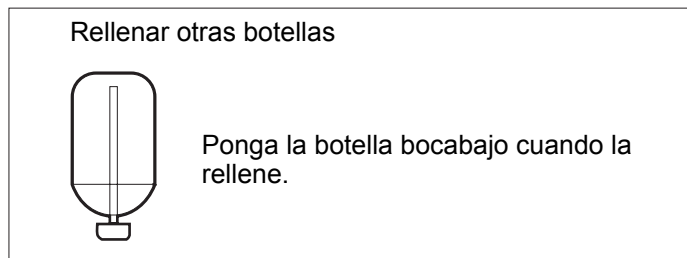 Rellenar otras botellas
Ponga la botella bocabajo cuando la
rellene.